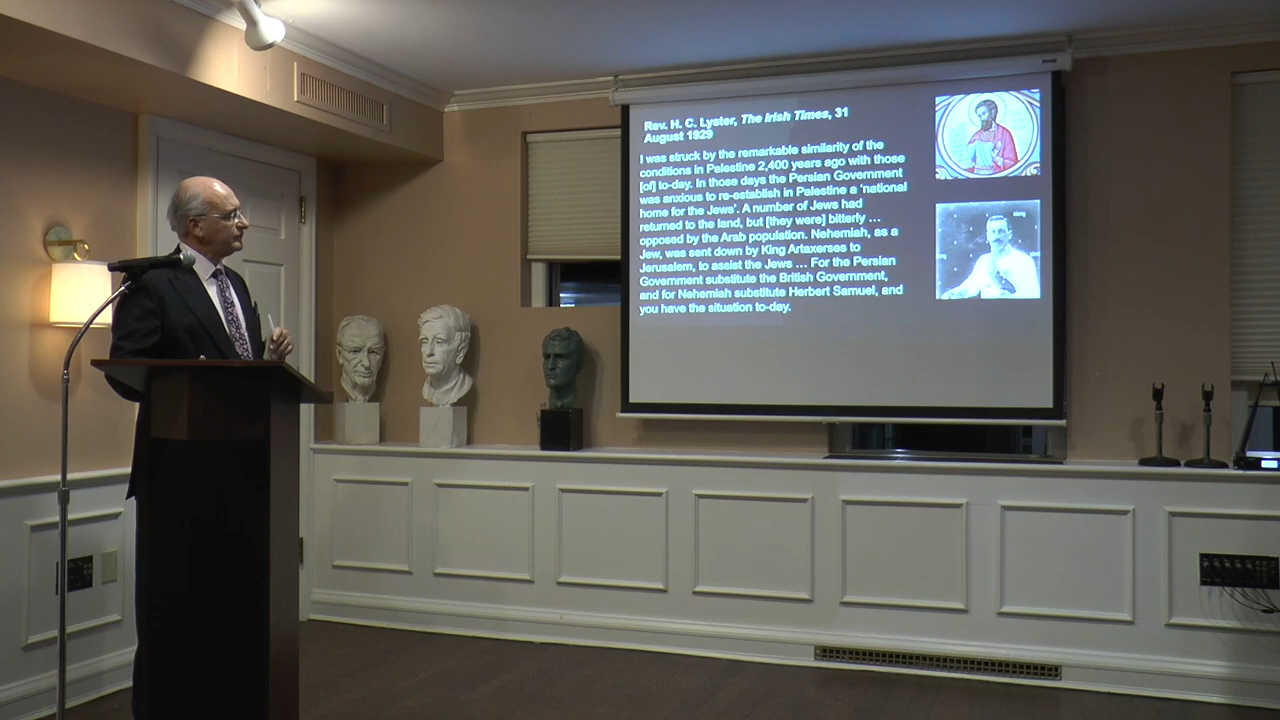 Rev. H. C. Lyster, The Irish Times, 31
August 1929
I was struck by the remarkable similarity of the
conditions in Palestine 2,400 years ago with those
[of] to-day. In those days the Persian Government
was anxious to re-establish in Palestine a 'national
home for the Jews'. A number of Jews had
returned to the land, but [they were] bitterly ...
opposed by the Arab population. Nehemiah, as a
Jew, was sent down by King Artaxerses to
Jerusalem, to assist the Jews ... For the Persian
Government substitute the British Government,
and for Nehemiah substitute Herbert Samuel, and
you have the situation to-day.